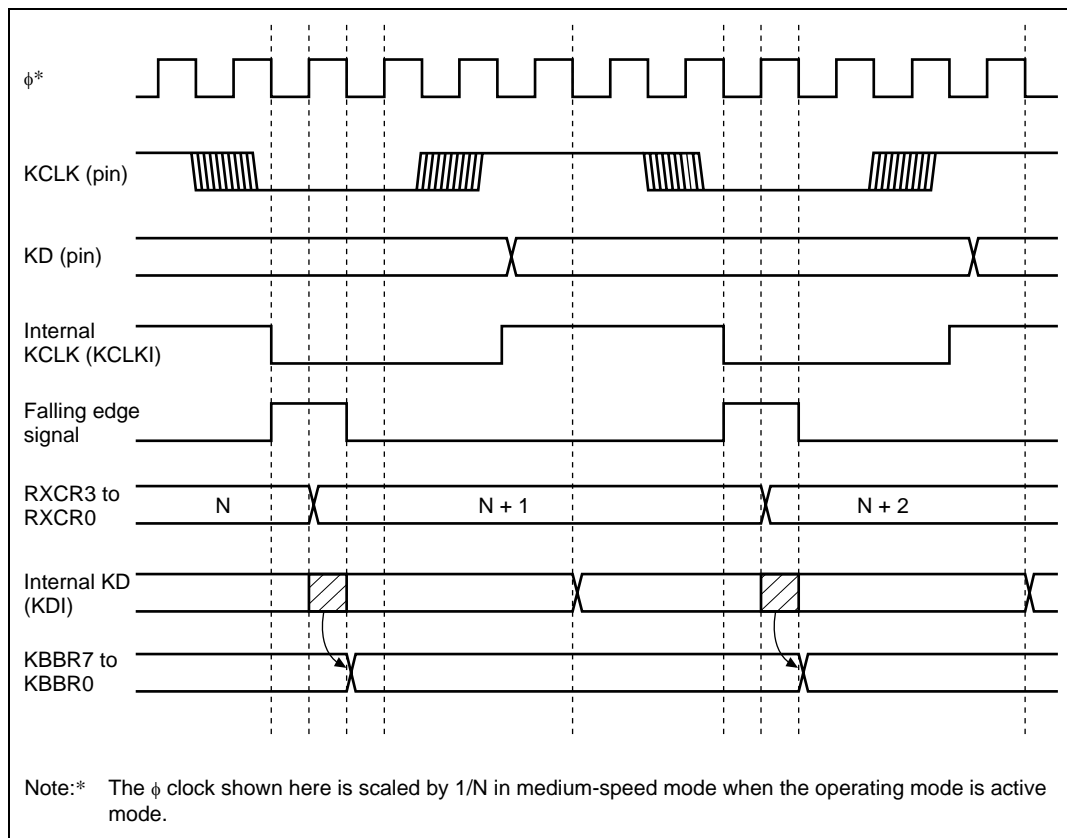 ϕ*
KCLK (pin)
KD (pin)
Internal
KCLK (KCLKI)
Falling edge
signal
RXCR3 to
RXCR0
N
N + 1
N + 2
Internal KD
(KDI)
KBBR7 to
KBBR0
Note:* The ϕ clock shown here is scaled by 1/N in medium-speed mode when the operating mode is active
mode.